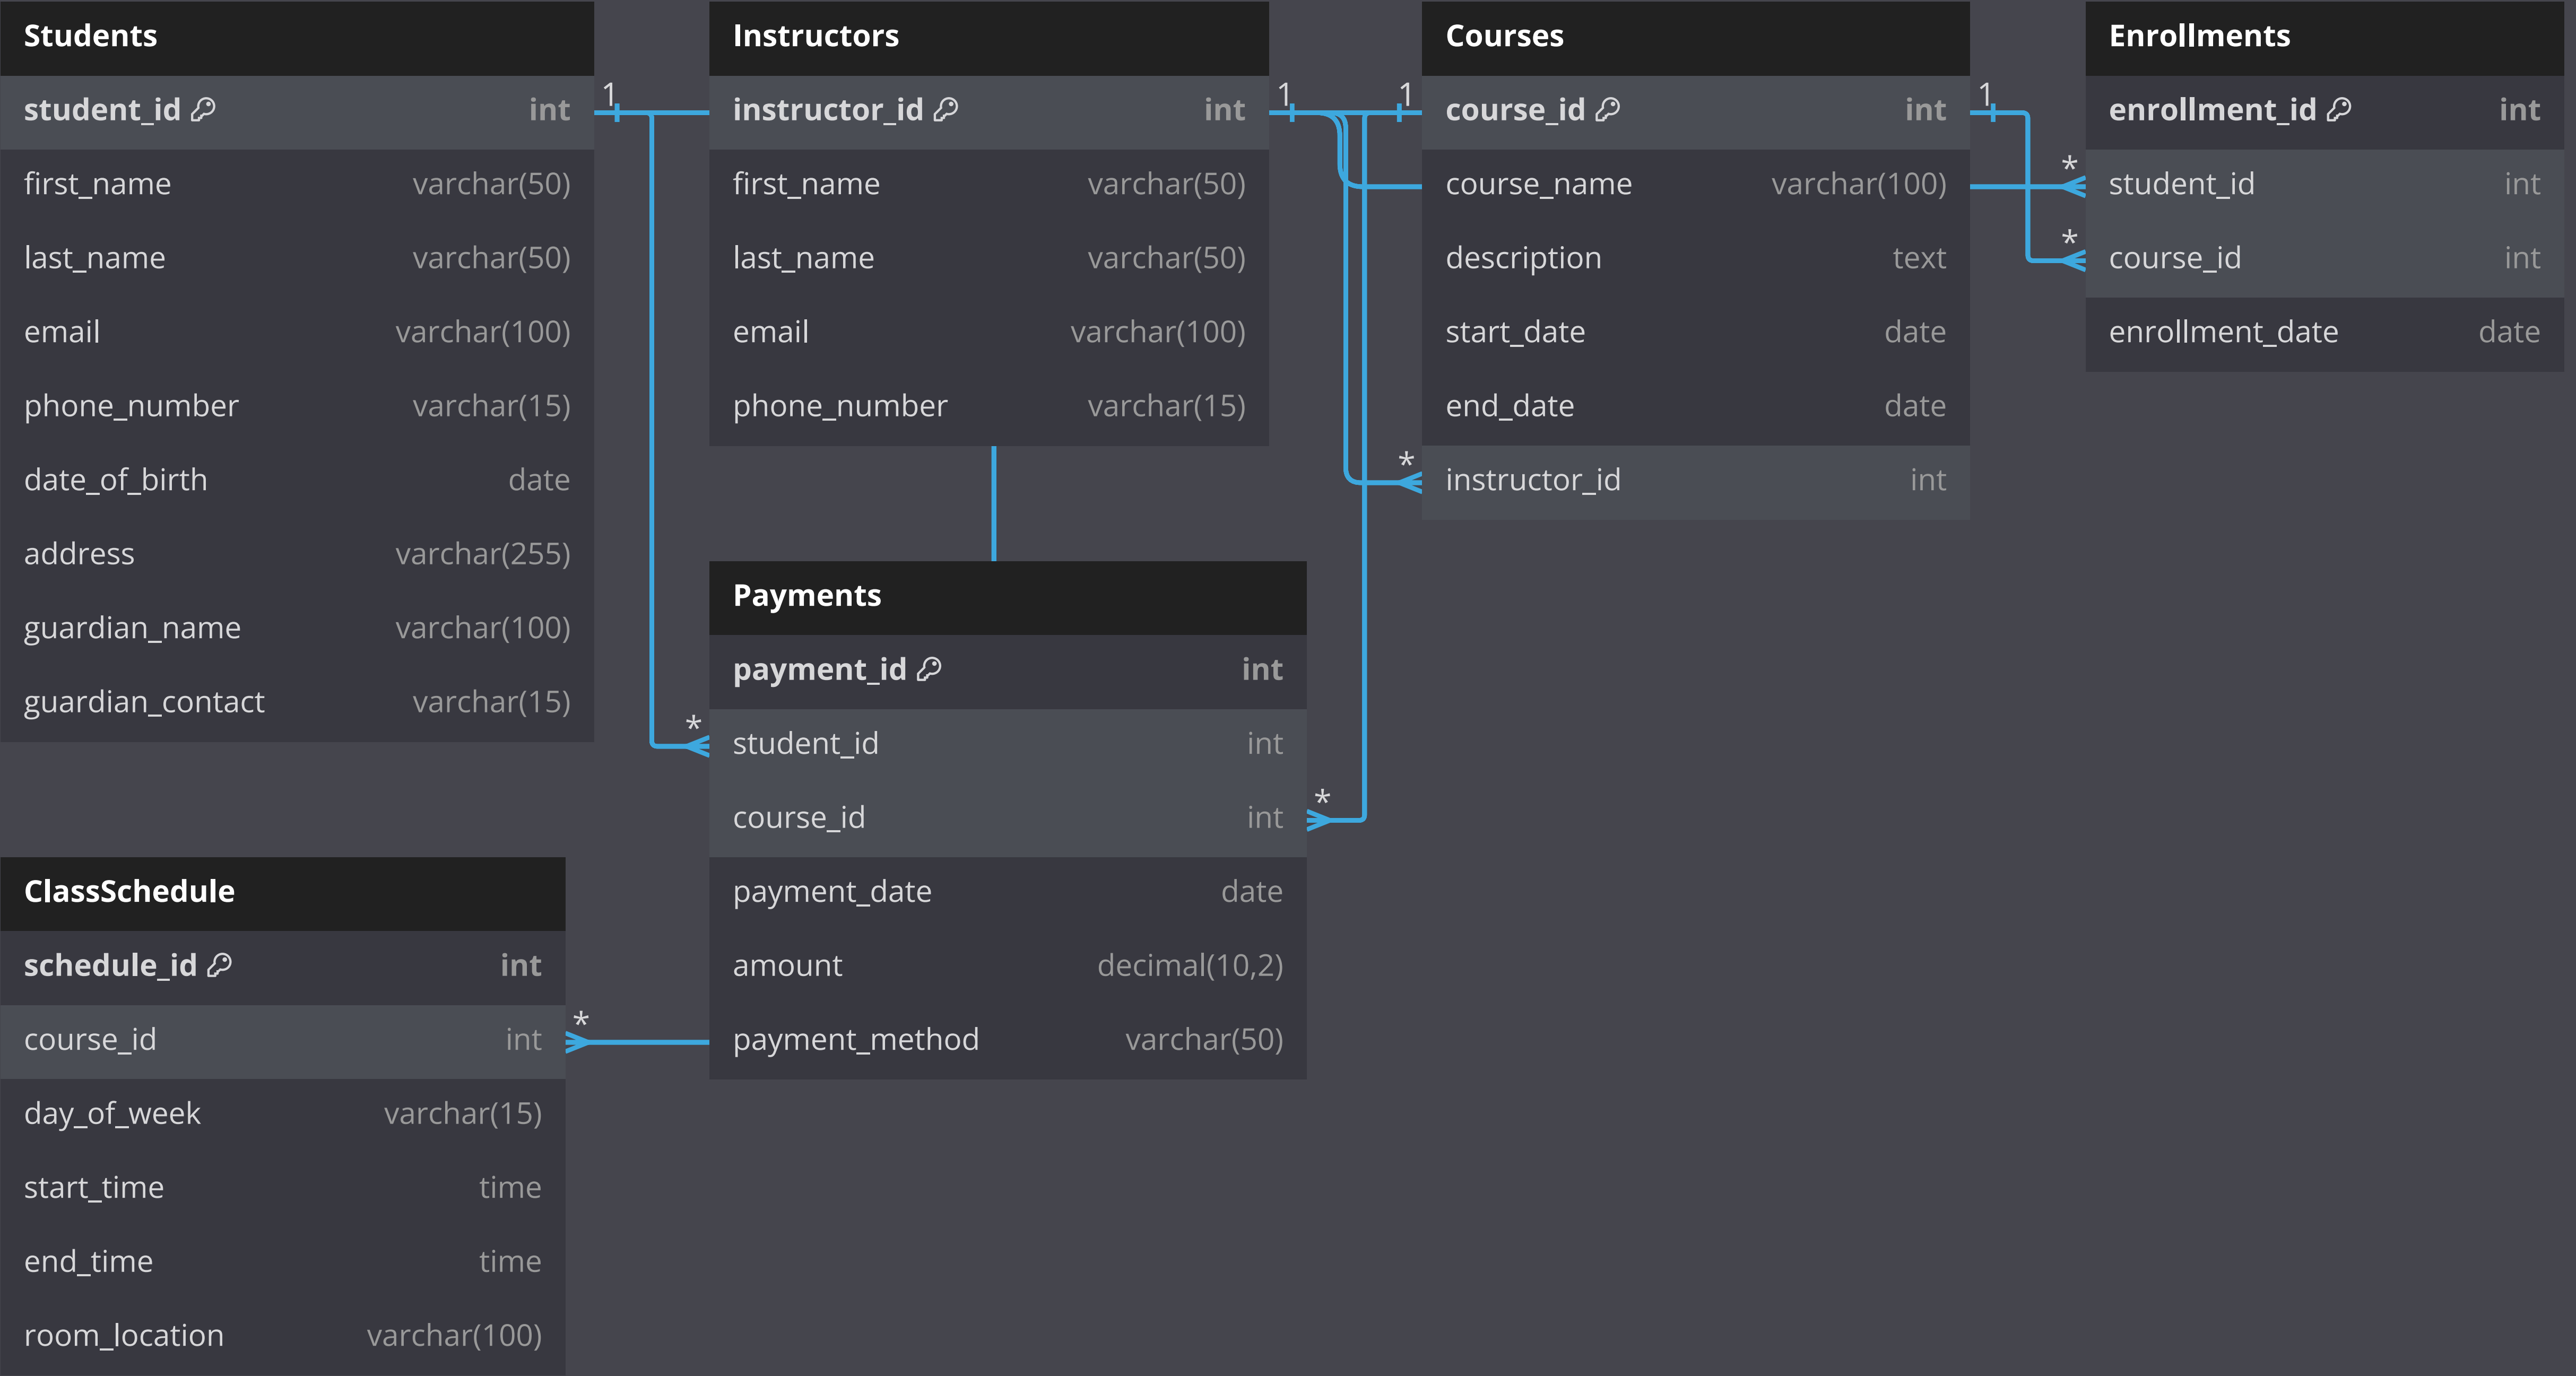 Students
student_id int
first_name varchar(50)
last_name varchar(50)
email varchar(100)
phone_number varchar(15)
date_of_birth date
address varchar(255)
guardian_name varchar(100)
guardian_contact varchar(15)
1
Instructors
instructor_id int
first_name varchar(50)
last_name varchar(50)
email varchar(100)
phone_number varchar(15)
1
1
Courses
course_id int
course_name varchar(100)
description text
start_date date
end_date date
* instructor_id int
1
Enrollments
enrollment_id int
* student_id int
* course_id int
enrollment_date date
Payments
payment_id int
* student_id int
course_id int *
payment_date date
amount decimal(10,2)
payment_method varchar(50)
ClassSchedule
schedule_id int
course_id int *
day_of_week varchar(15)
start_time time
end_time time
room_location varchar(100)